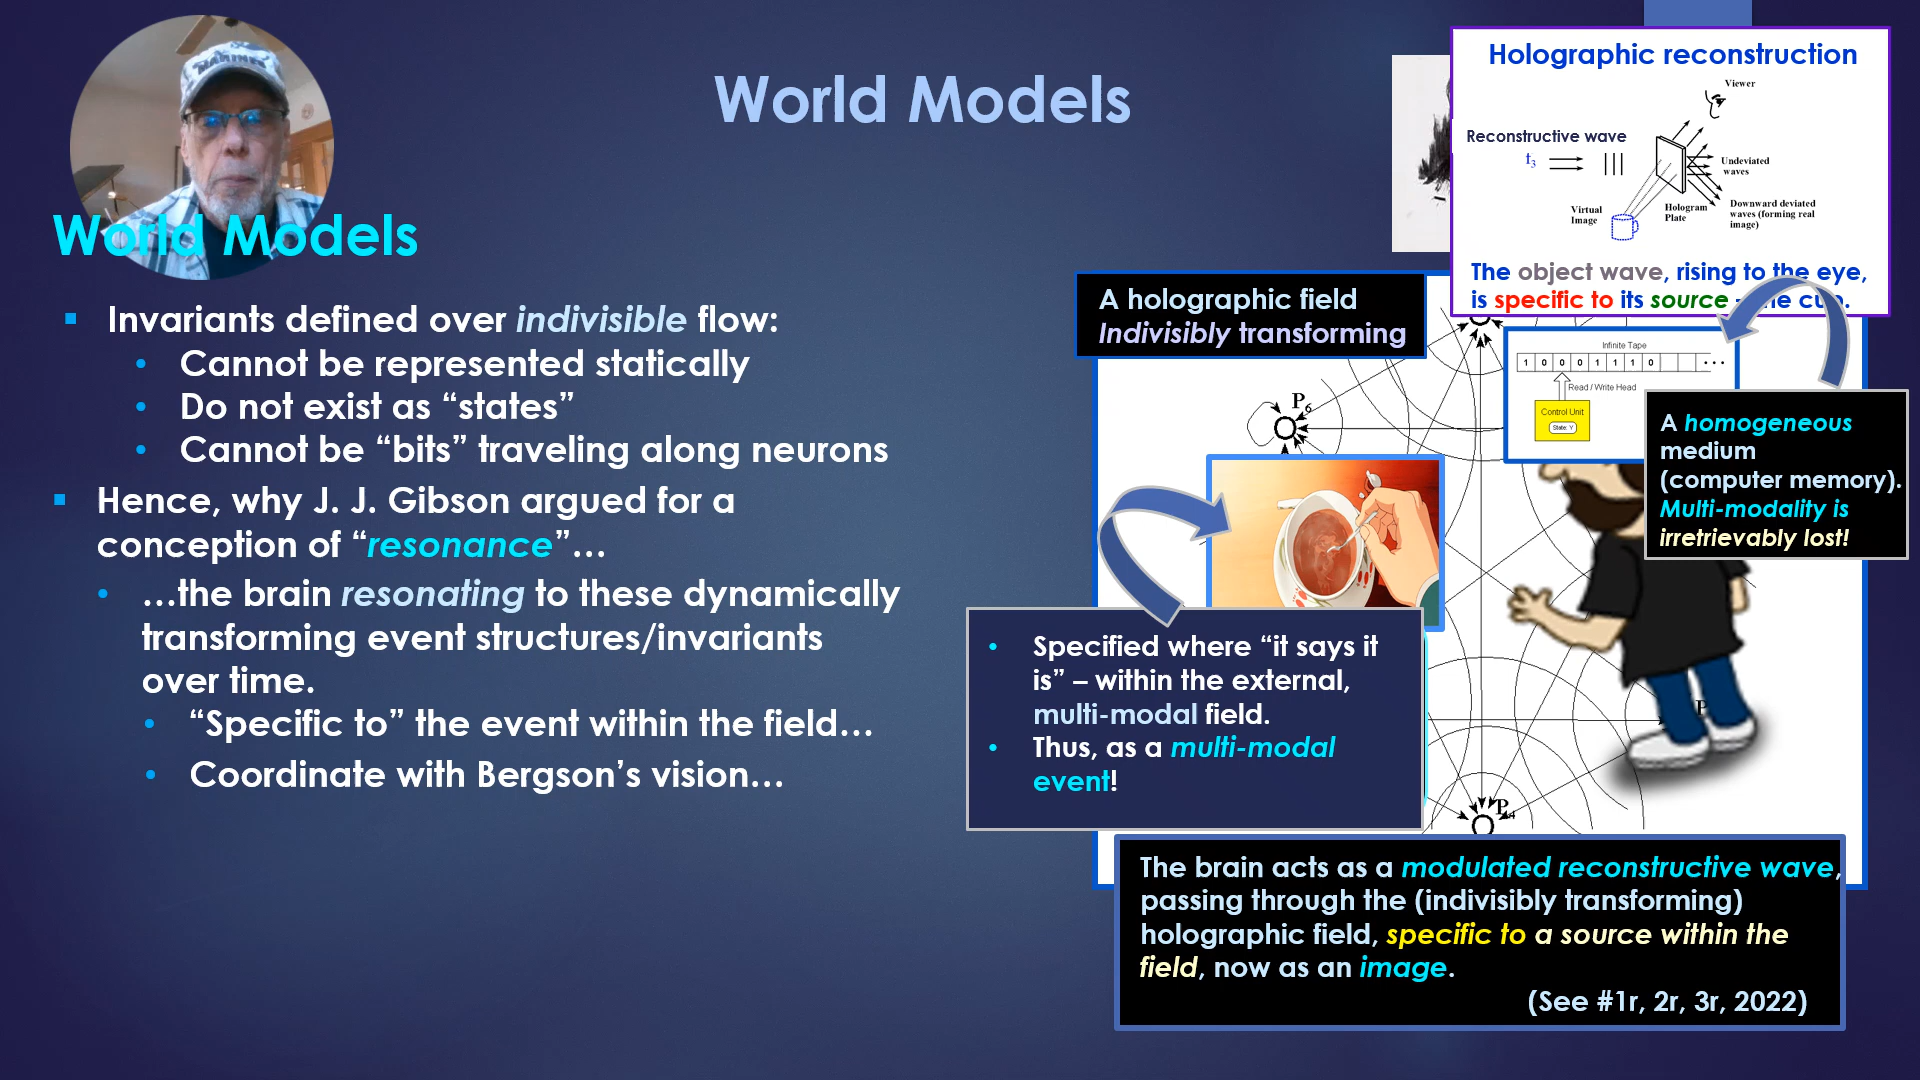 World Models
MARINES
World Models
Invariants defined over indivisible flow:
Cannot be represented statically
Do not exist as “states”
Cannot be “bits” traveling along neurons
Hence, why J. J. Gibson argued for a
conception of “resonance”…
…the brain resonating to these dynamically
transforming event structures/invariants
over time.
“Specific to” the event within the field…
Coordinate with Bergson’s vision…
Holographic reconstruction
Viewer
Reconstructive wave
t3
Undeviated
waves
Virtual
Image
Hologram
Plate
Downward deviated
waves (forming real
image)
The object wave, rising to the eye,
is specific to its source - the cup.
A holographic field
Indivisibly transforming
Infinite Tape
1 0 0 0 1 1 1 0 ...
Read / Write Head
Control Unit
State: Y
P6
A homogeneous
medium
(computer memory).
Multi-modality is
irretrievably lost!
Specified where “it says it
is” – within the external,
multi-modal field.
Thus, as a multi-modal
event!
P
P4
The brain acts as a modulated reconstructive wave,
passing through the (indivisibly transforming)
holographic field, specific to a source within the
field, now as an image.
(See #1r, 2r, 3r, 2022)